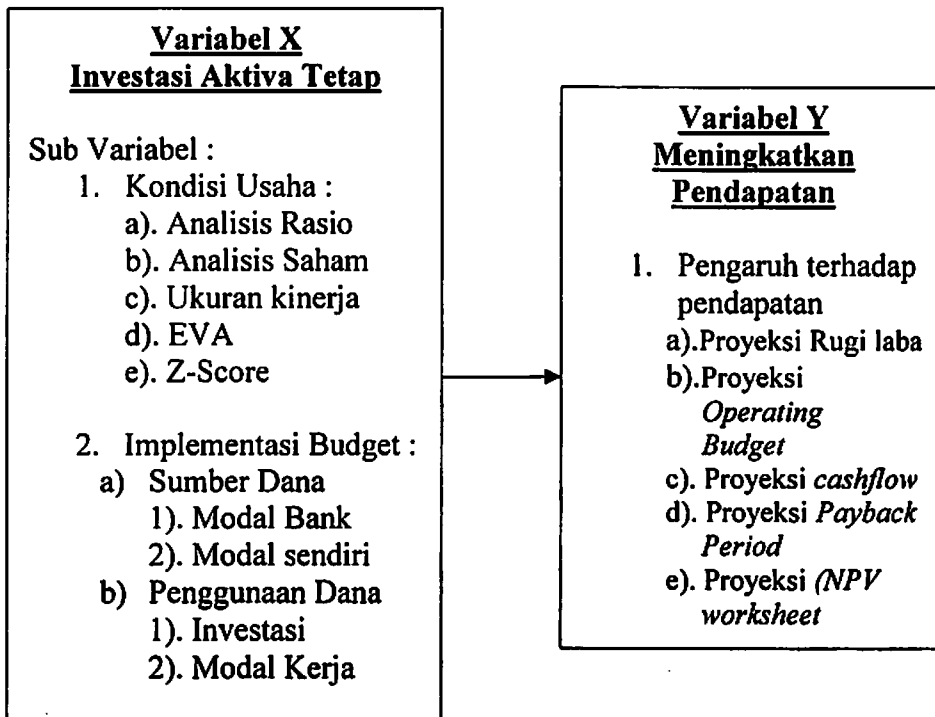 Variabel X
Investasi Aktiva Tetap
Sub Variabel :
1. Kondisi Usaha :
a). Analisis Rasio
b). Analisis Saham
c). Ukuran kinerja
d). EVA
e). Z-Score
2. Implementasi Budget :
a) Sumber Dana
1). Modal Bank
2). Modal sendiri
b) Penggunaan Dana
1). Investasi
2). Modal Kerja
Variabel Y
Meningkatkan
Pendapatan
1. Pengaruh terhadap
pendapatan
a).Proyeksi Rugi laba
b).Proyeksi
Operating
Budget
c). Proyeksi cashflow
d). Proyeksi Payback
Period
e). Proyeksi (NPV
worksheet